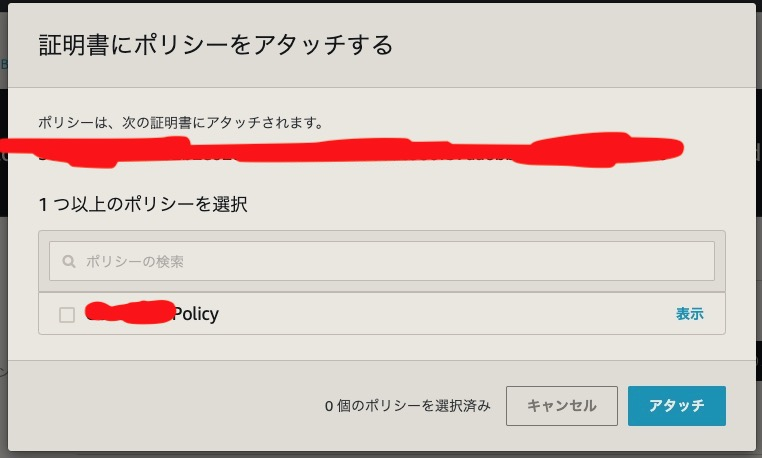 証明書にポリシーをアタッチする
ポリシーは、次の証明書にアタッチされます。
1 つ以上のポリシーを選択
ポリシーの検索
Policy
表示
0 個のポリシーを選択済み
キャンセル
アタッチ